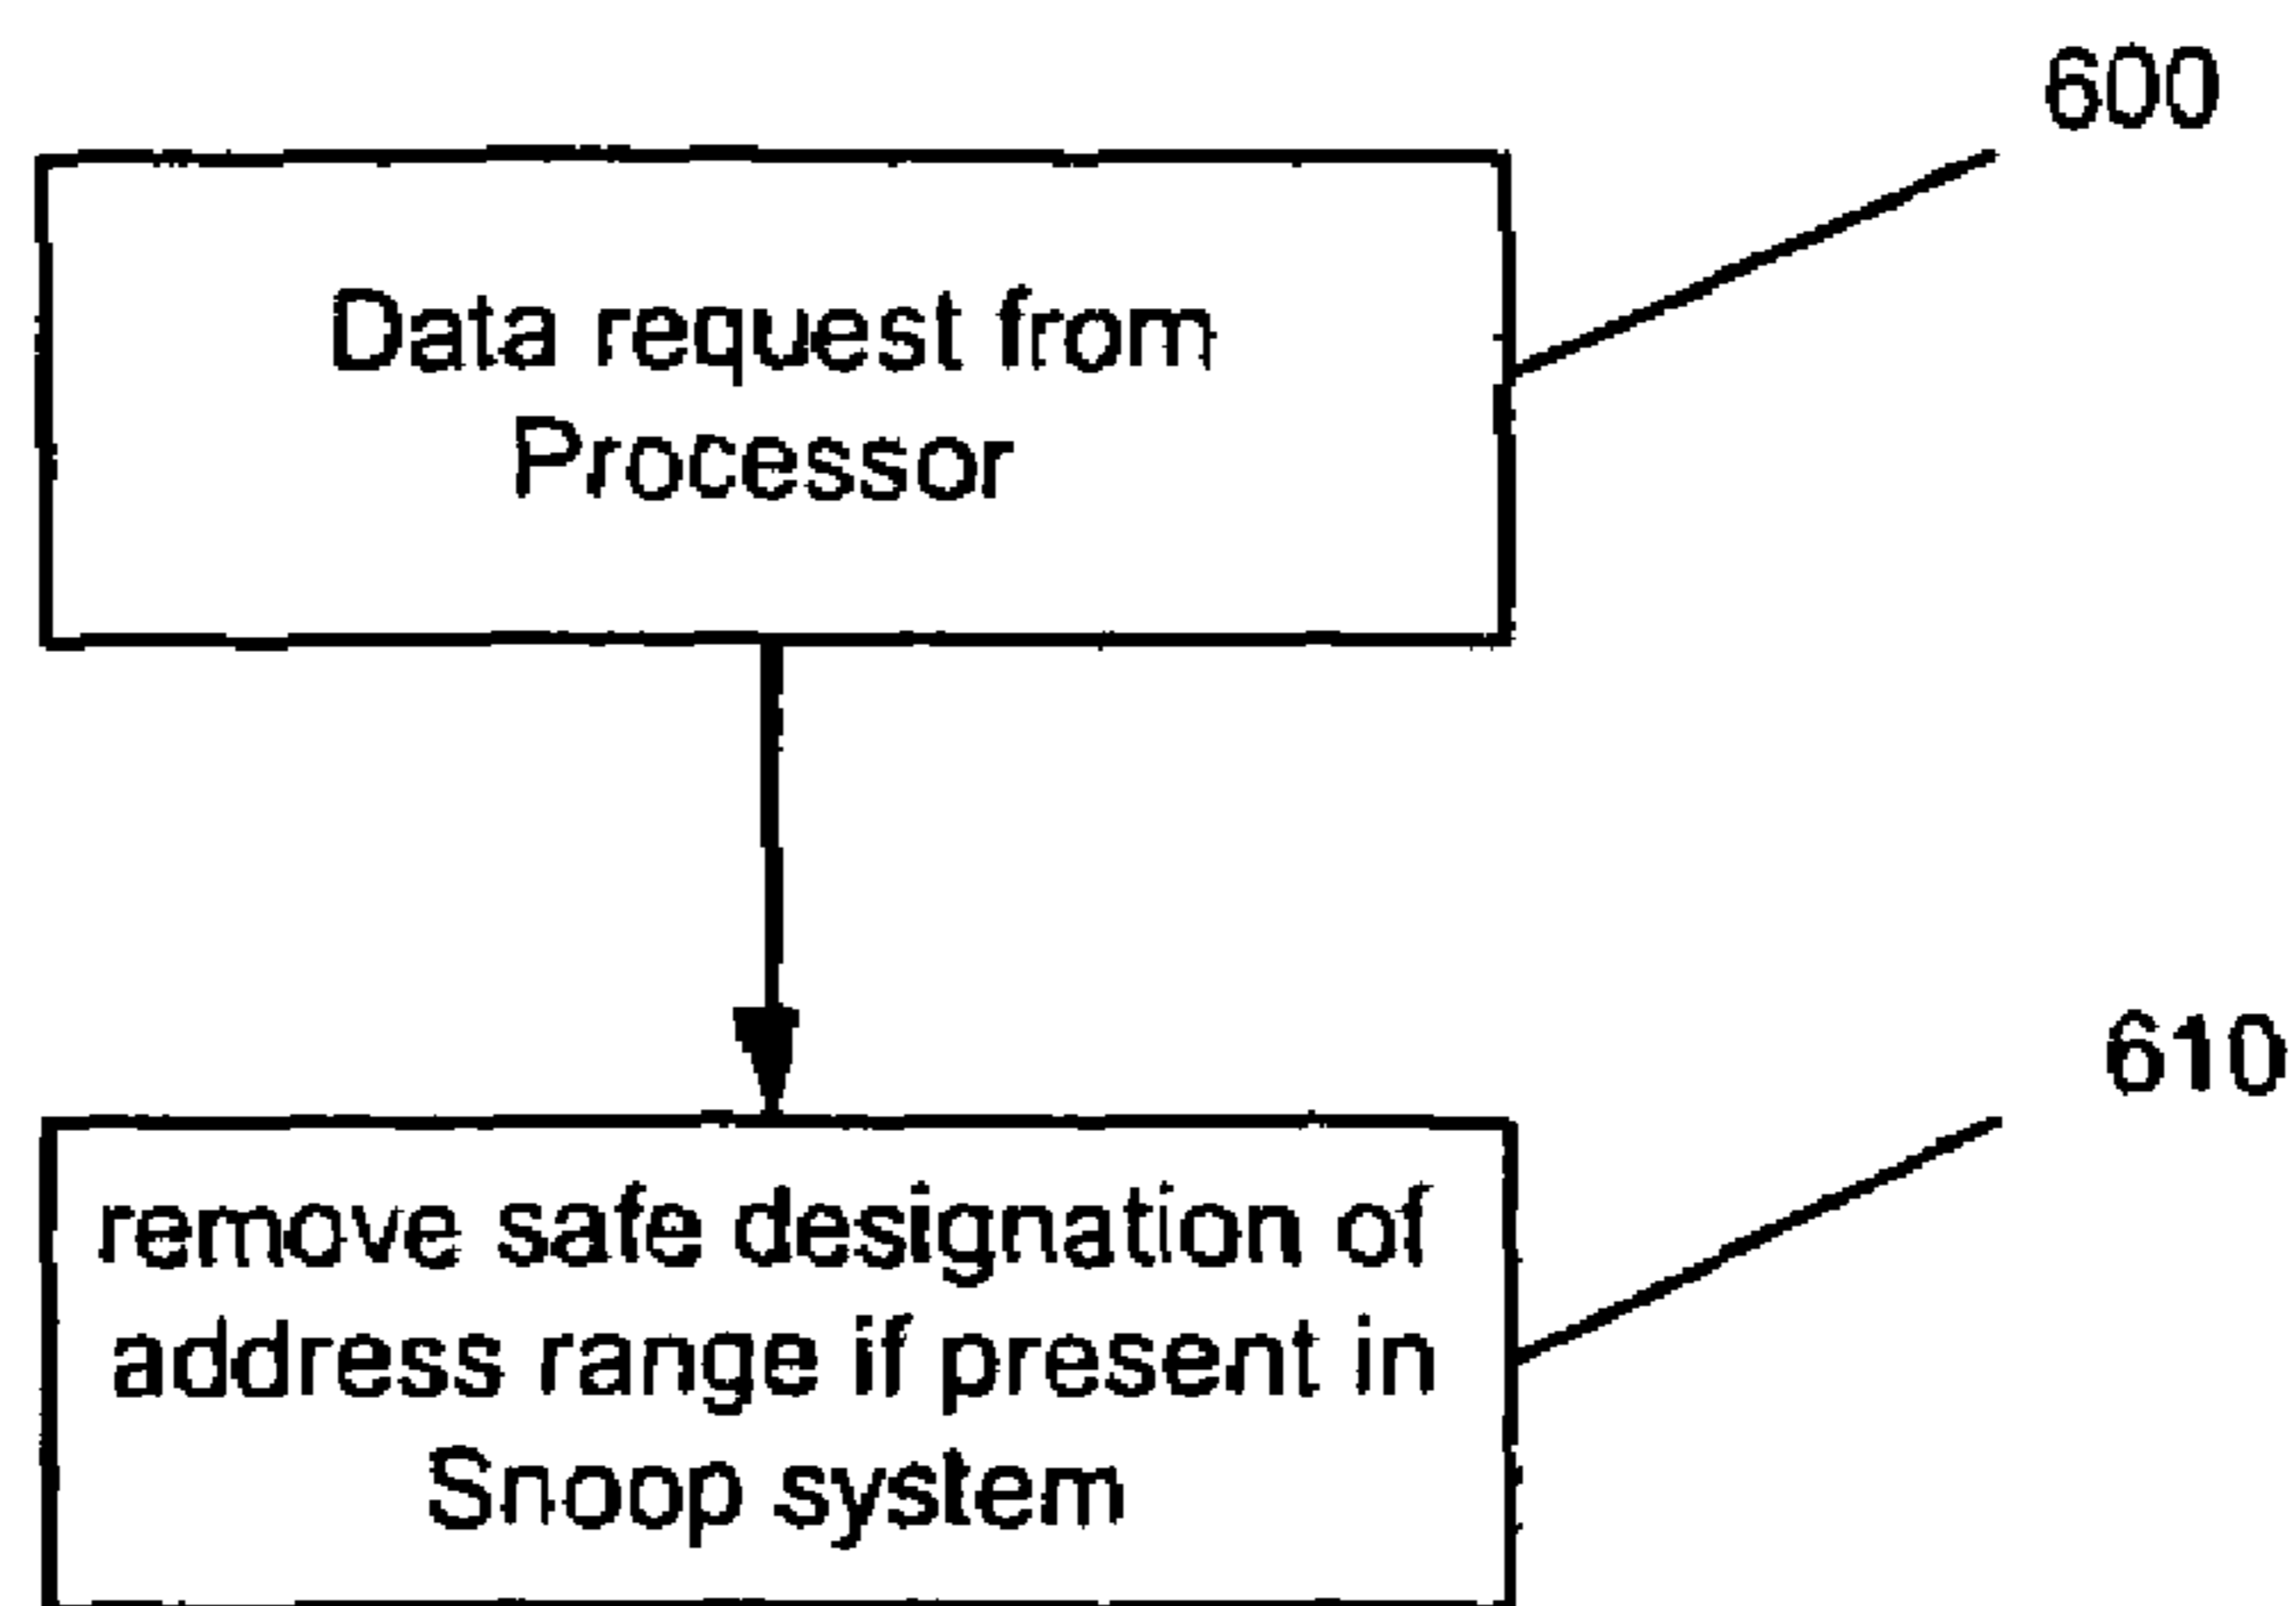 600
Data request from
Processor
610
remove safe designation of
address range if present in
Snoop system